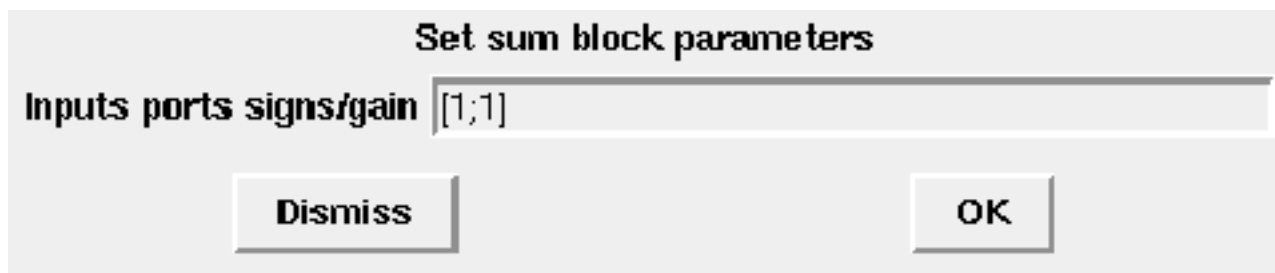 Set sum block parameters
Inputs ports signs/gain [1;1]
Dismiss OK